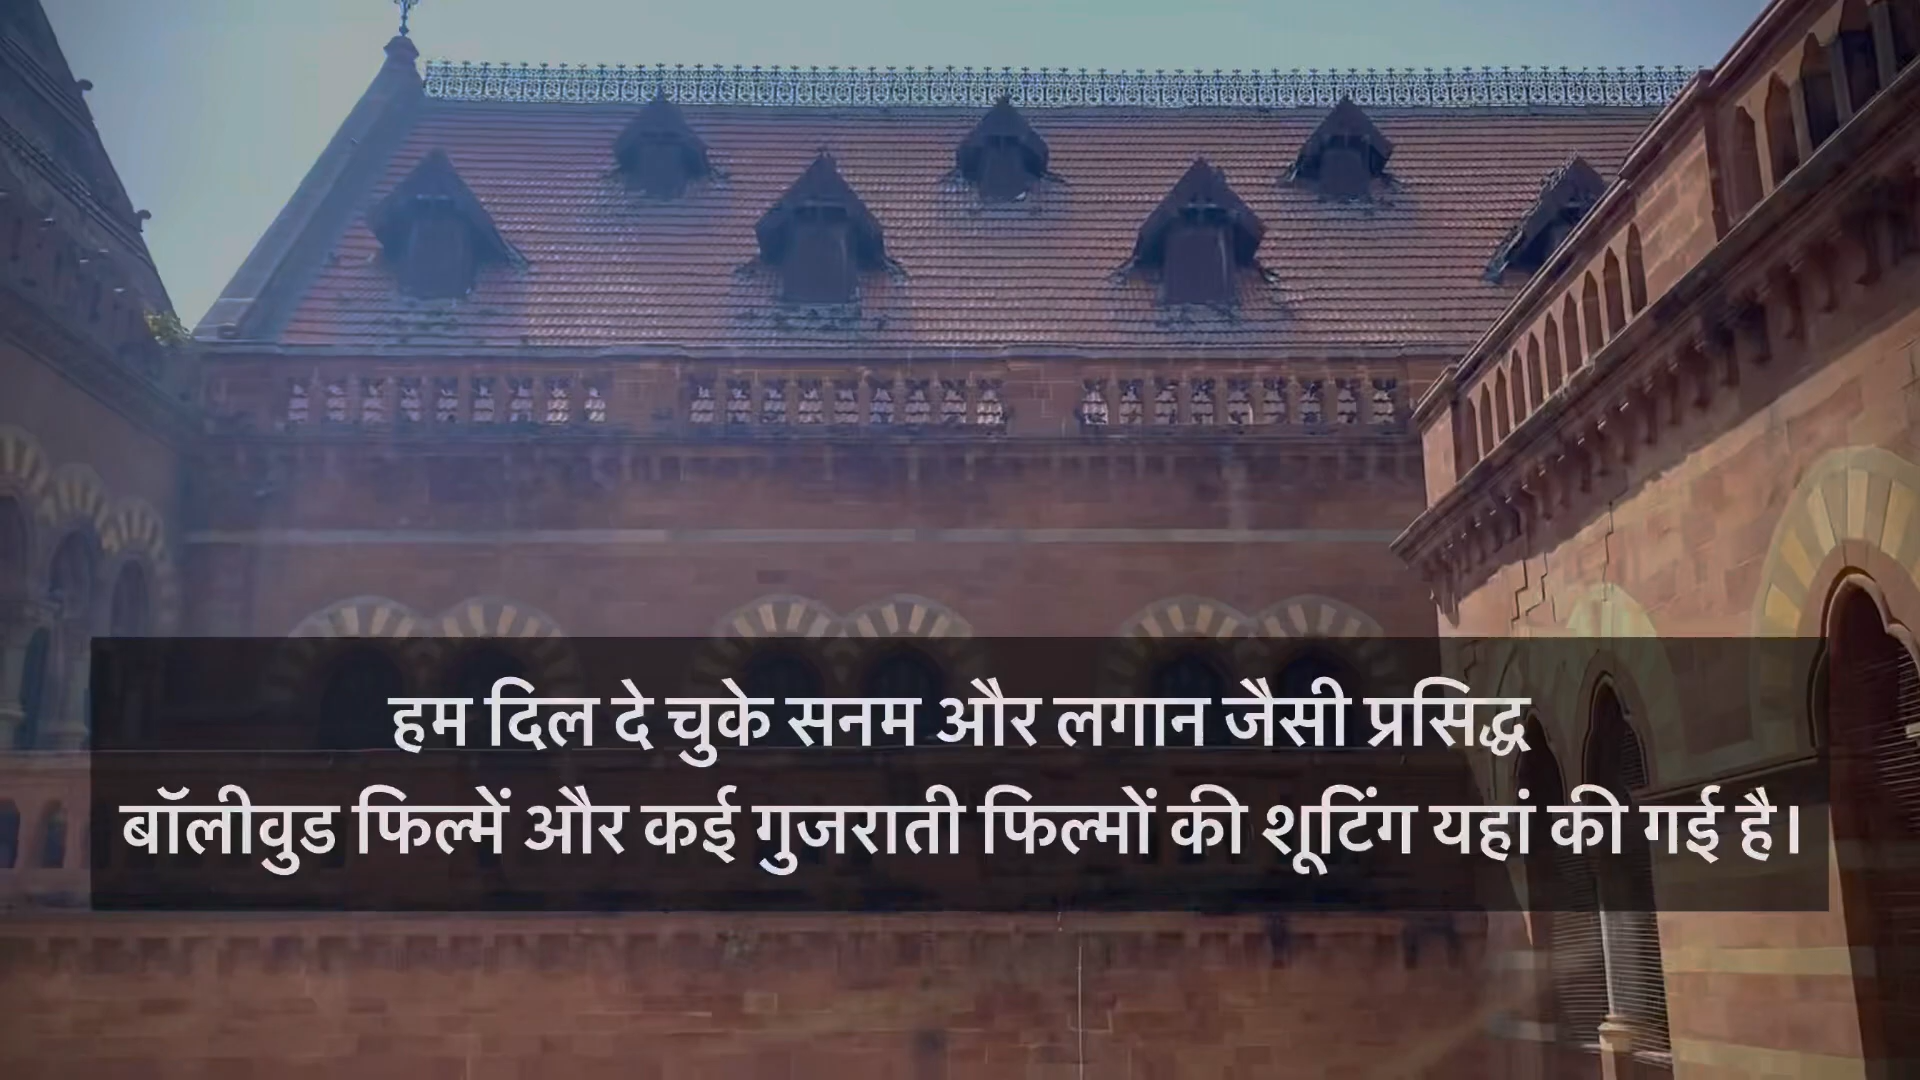 हम दिल दे चुके सनम और लगान जैसी प्रसिद्ध
बॉलीवुड फिल्में और कई गुजराती फिल्मों की शूटिंग यहां की गई है।